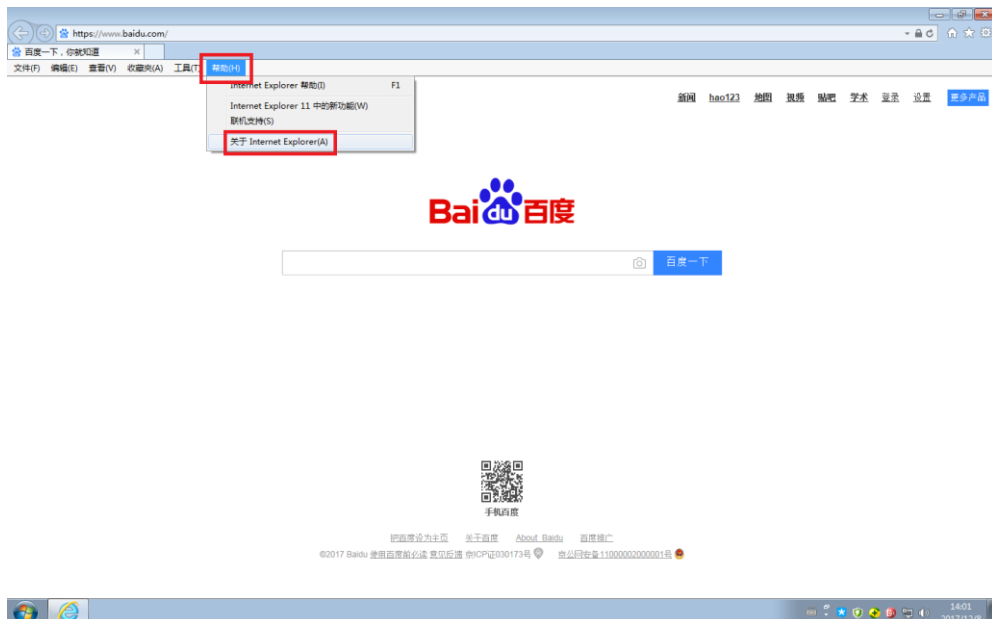 https://www.baidu.com/
百度一下，你就知道
文件(F) 编辑(E) 查看(V) 收藏夹(A) 工具(T) 帮助(H)
Internet Explorer 帮助(I) F1
Internet Explorer 11 中的新功能(W)
联机支持(S)
关于 Internet Explorer(A)
新闻 hao123 地图 视频 贴吧 学术 登录 设置 更多产品
Bai du 百度
百度一下
手机百度
把百度设为主页 关于百度 About Baidu 百度推广
©2017 Baidu 使用百度前必读 意见反馈 京ICP证030173号 京公网安备11000002000001号
14:01
2017/12/8